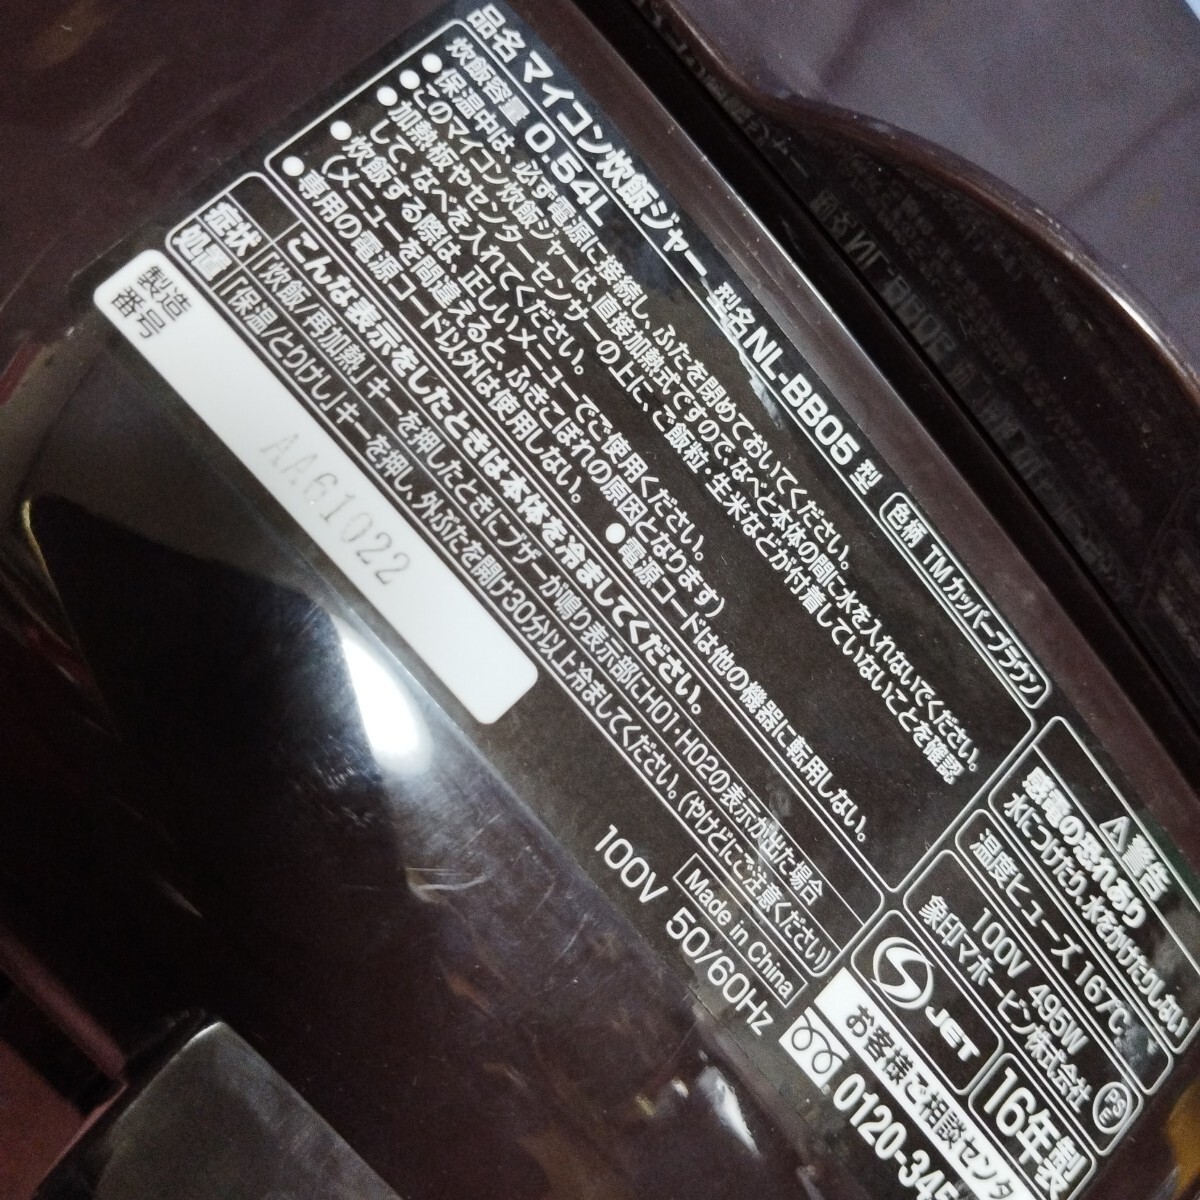 品名 マイコン炊飯ジャー 型名 NL-BB05 型 色柄 TMカッパーブラウン
炊飯容量 0.54L
●保温中は、必ず電源に接続し、ふたを閉めておいてください。
●このマイコン炊飯ジャーは、直接加熱式ですので、なべと本体の間に水を入れないでください。
●加熱板やセンターセンサーの上に、ご飯粒・生米などが付着していないことを確認
して、なべを入れてください。
●炊飯する際は、正しいメニューでご使用ください。
(メニューを間違えると、ふきこぼれの原因となります)
●専用の電源コード以外は使用しない。 ●電源コードは他の機器に転用しない。
こんな表示をしたときは本体を冷ましてください。
症状 「炊飯/再加熱」キーを押したときにブザーが鳴り表示部にH01・H02の表示が出た場合
処置 「保温/とりけし」キーを押し、外ぶたを開け30分以上冷ましてください。(やけどにご注意ください)
製造
番号
AA61022
Made in China
100V 50/60Hz
⚠警告
感電の恐れあり
水につけたり、水をかけたりしない
温度ヒューズ 167℃
100V 495W
象印マホービン株式会社
PS
E
JET
16年製
お客様ご相談センタ
0120-345